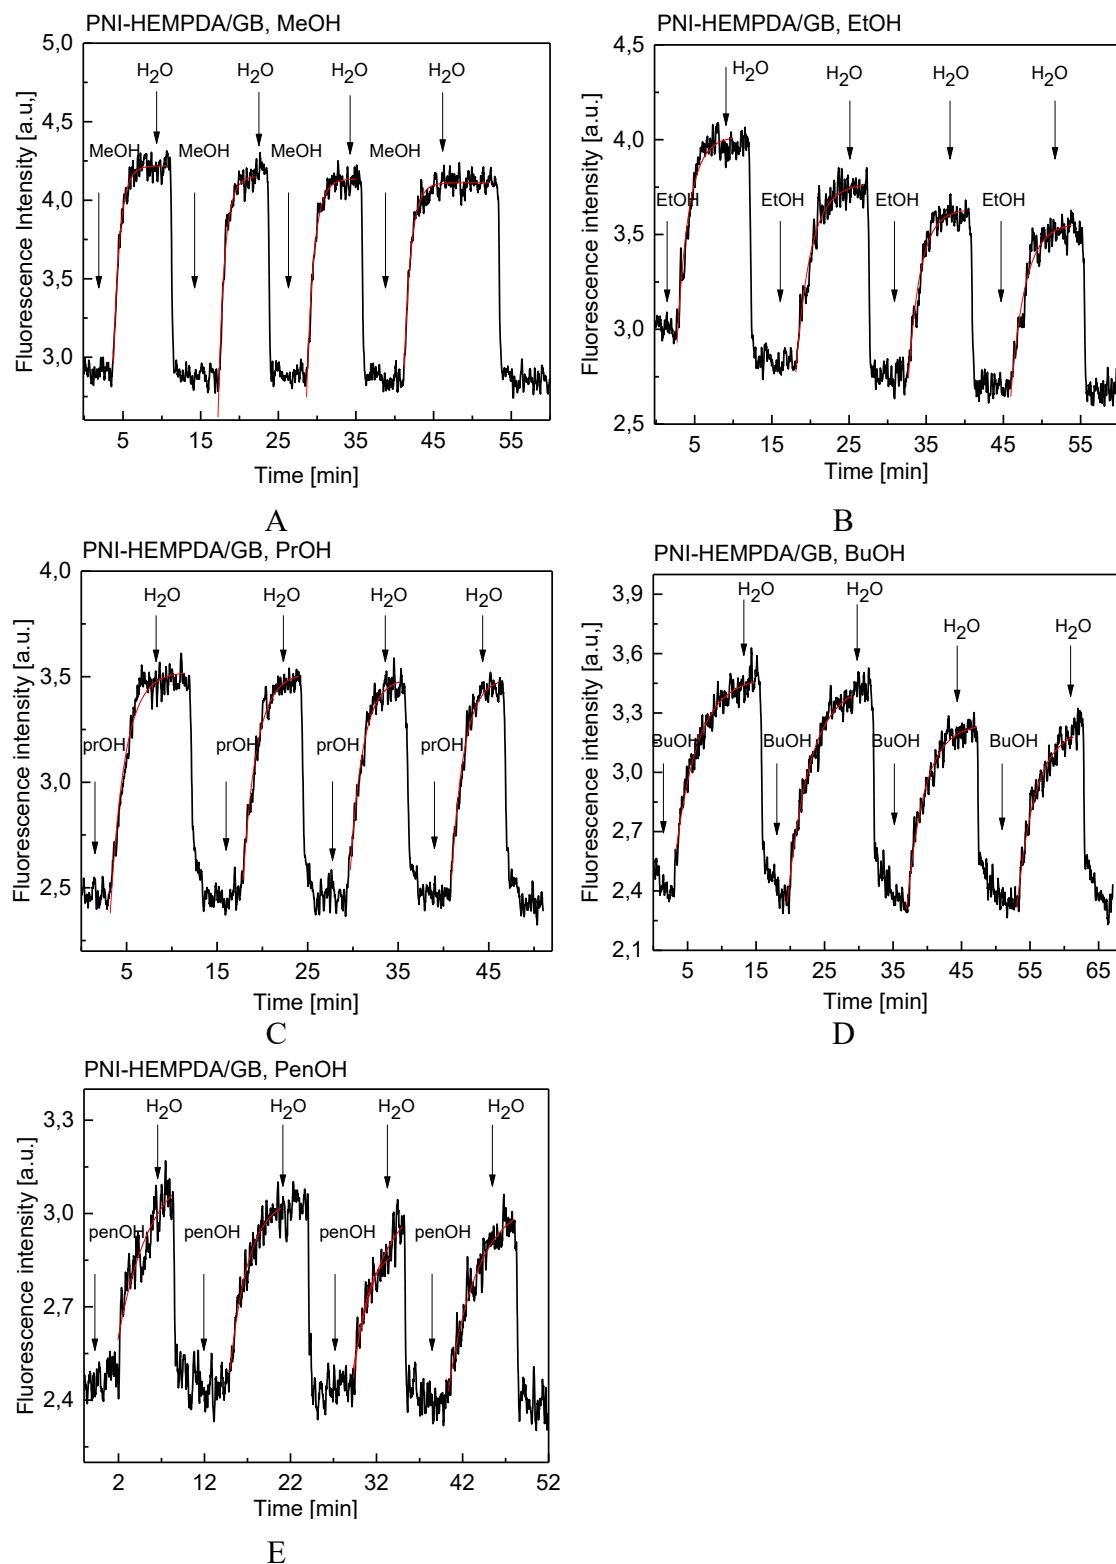 PNI-HEMPDA/GB, MeOH
Fluorescence Intensity [a.u,]
5,0
4,5
4,0
3,5
3,0
H2O H2O H2O H2O
MeOH MeOH MeOH MeOH
5 15 25 35 45 55
Time [min]
A
PNI-HEMPDA/GB, EtOH
Fluorescence intensity [a.u.]
4,5
4,0
3,5
3,0
2,5
H2O H2O H2O H2O
EtOH EtOH EtOH EtOH
5 15 25 35 45 55
Time [min]
B
PNI-HEMPDA/GB, PrOH
Fluorescence intensity [a.u.]
4,0
3,5
3,0
2,5
H2O H2O H2O H2O
prOH prOH prOH prOH
5 15 25 35 45
Time [min]
C
PNI-HEMPDA/GB, BuOH
Fluorescence intensity [a.u,]
3,9
3,6
3,3
3,0
2,7
2,4
2,1
H2O H2O H2O H2O
BuOH BuOH BuOH BuOH
5 15 25 35 45 55 65
Time [min]
D
PNI-HEMPDA/GB, PenOH
Fluorescence intensity [a.u.]
3,3
3,0
2,7
2,4
H2O H2O H2O H2O
penOH penOH penOH penOH
2 12 22 32 42 52
Time [min]
E